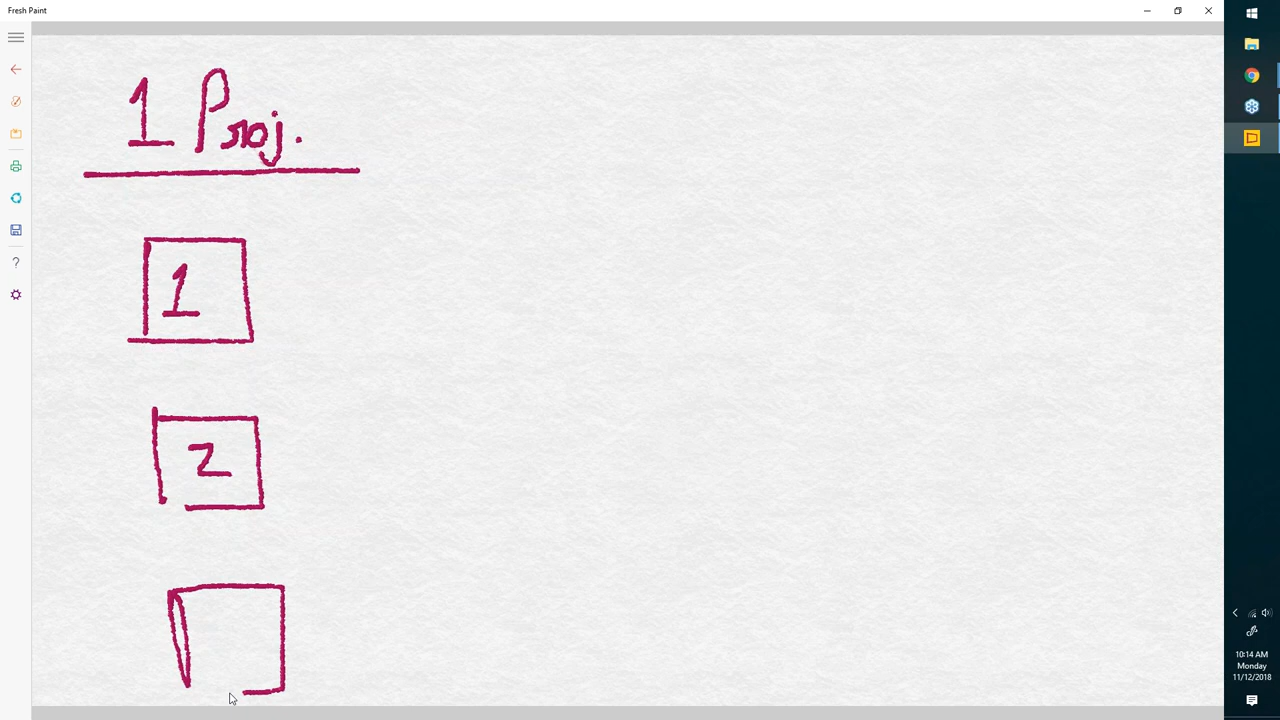 Fresh Paint
1 Proj.
1
2
?
10:14 AM
Monday
11/12/2018